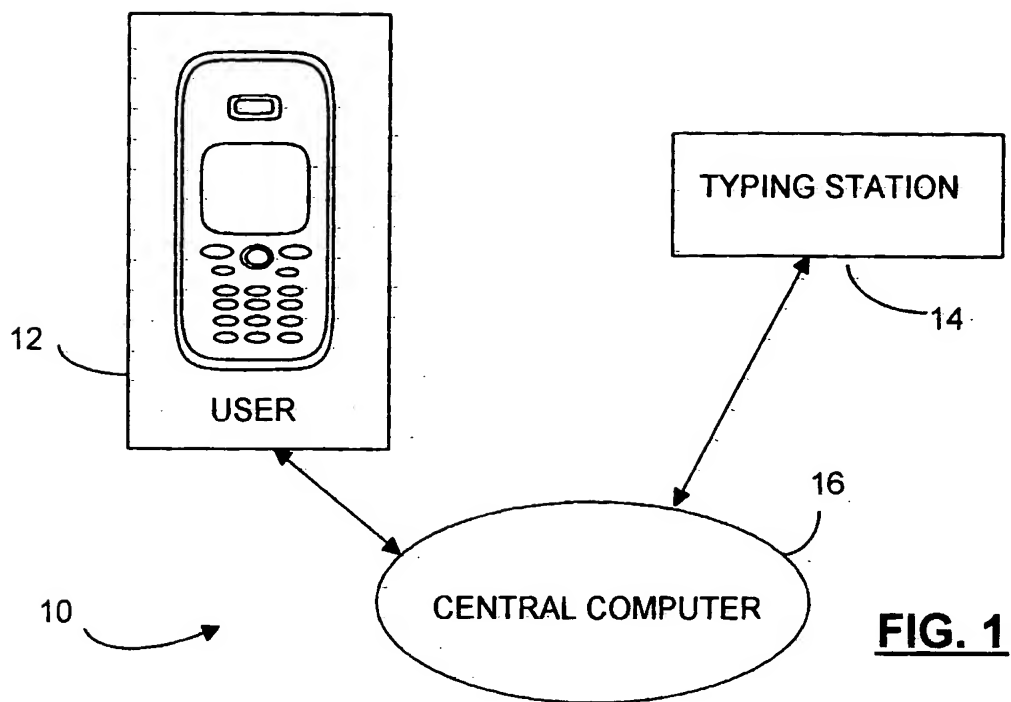 TYPING STATION
14
12
USER
16
CENTRAL COMPUTER
10
FIG. 1